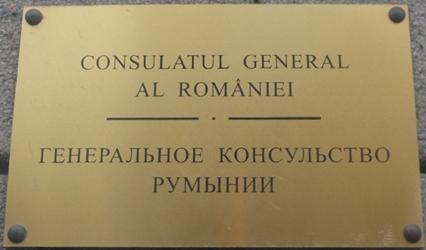 CONSULATUL GENERAL
AL ROMÂNIEI
ГЕНЕРАЛЬНОЕ КОНСУЛЬСТВО
РУМЫНИИ